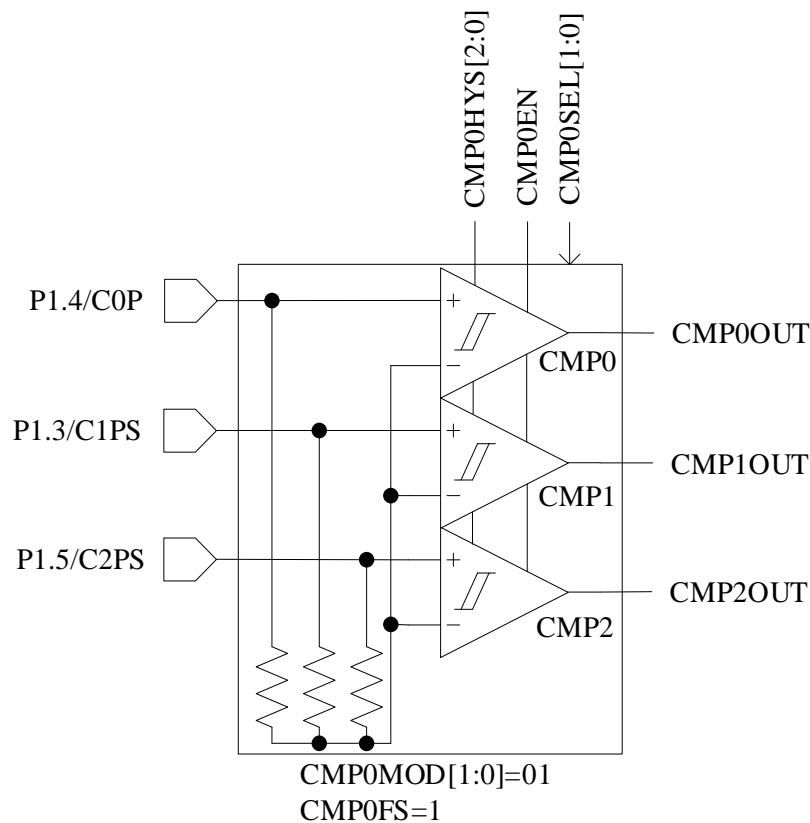 CMP0HYS[2:0]
CMP0EN
CMP0SEL[1:0]
P1.4/C0P
+
−
CMP0
CMP0OUT
P1.3/C1PS
+
−
CMP1
CMP1OUT
P1.5/C2PS
+
−
CMP2
CMP2OUT
CMP0MOD[1:0]=01
CMP0FS=1